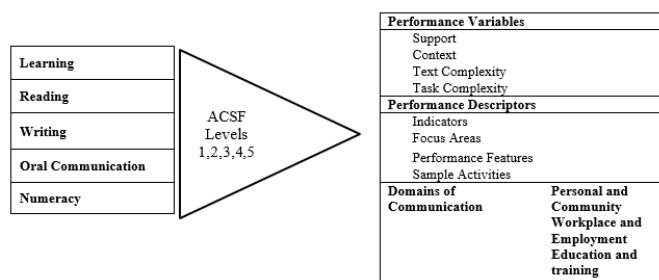 Learning
Reading
Writing
Oral Communication
Numeracy
ACSF
Levels
1,2,3,4,5
Performance Variables
Support
Context
Text Complexity
Task Complexity
Performance Descriptors
Indicators
Focus Areas
Performance Features
Sample Activities
Domains of
Communication
Personal and
Community
Workplace and
Employment
Education and
training